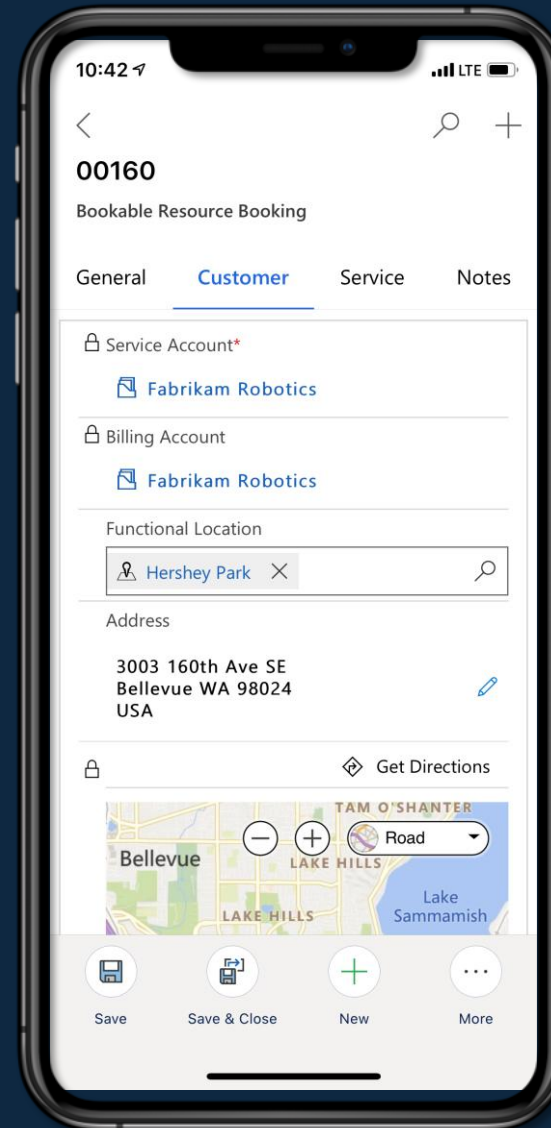 10:42
LTE
00160
Bookable Resource Booking
General Customer Service Notes
Service Account*
Fabrikam Robotics
Billing Account
Fabrikam Robotics
Functional Location
Hershey Park
Address
3003 160th Ave SE
Bellevue WA 98024
USA
Get Directions
TAM O'SHANTER
Road
Bellevue
LAKE HILLS
Lake
Sammamish
LAKE HILLS
Save Save & Close New More